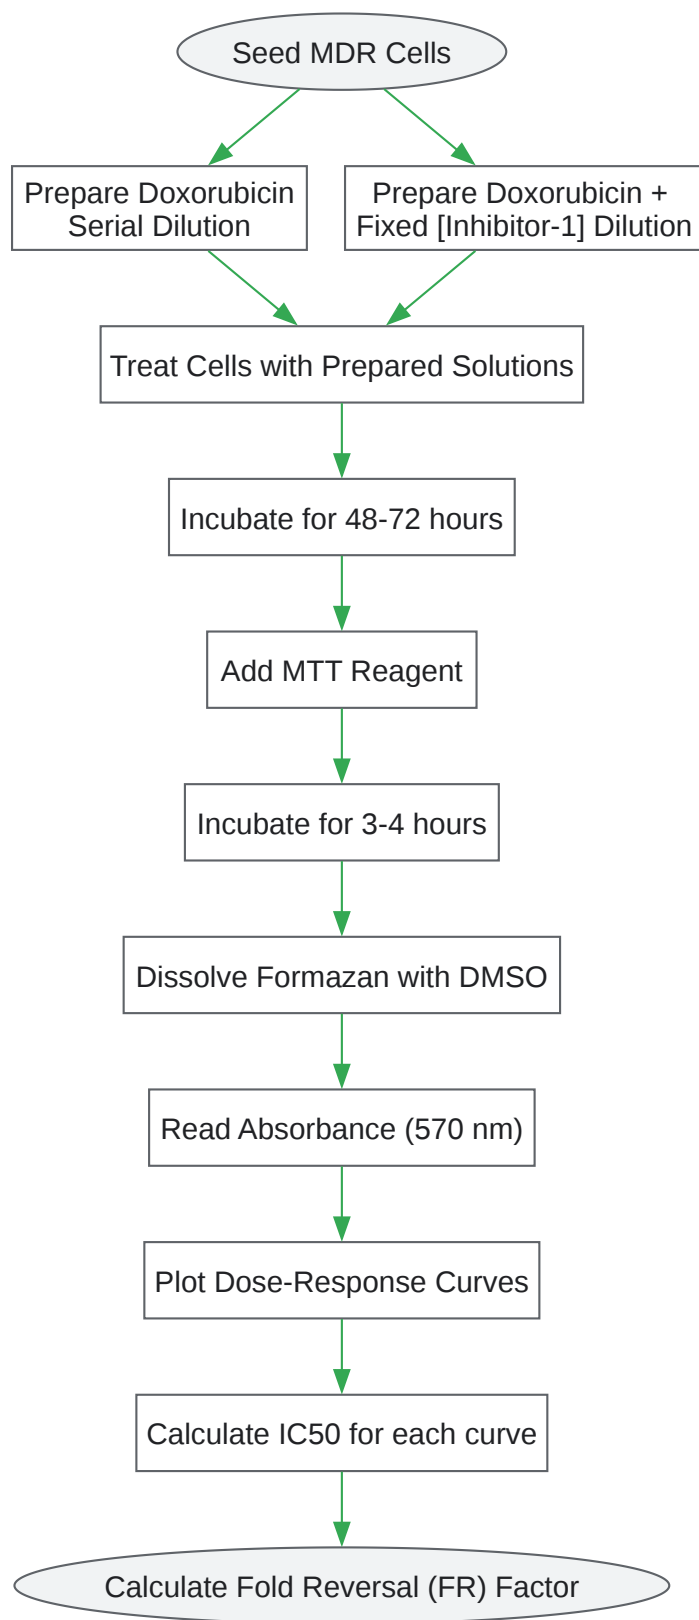 Seed MDR Cells
Prepare Doxorubicin
Serial Dilution
Prepare Doxorubicin +
Fixed [Inhibitor-1] Dilution
Treat Cells with Prepared Solutions
Incubate for 48-72 hours
Add MTT Reagent
Incubate for 3-4 hours
Dissolve Formazan with DMSO
Read Absorbance (570 nm)
Plot Dose-Response Curves
Calculate IC50 for each curve
Calculate Fold Reversal (FR) Factor